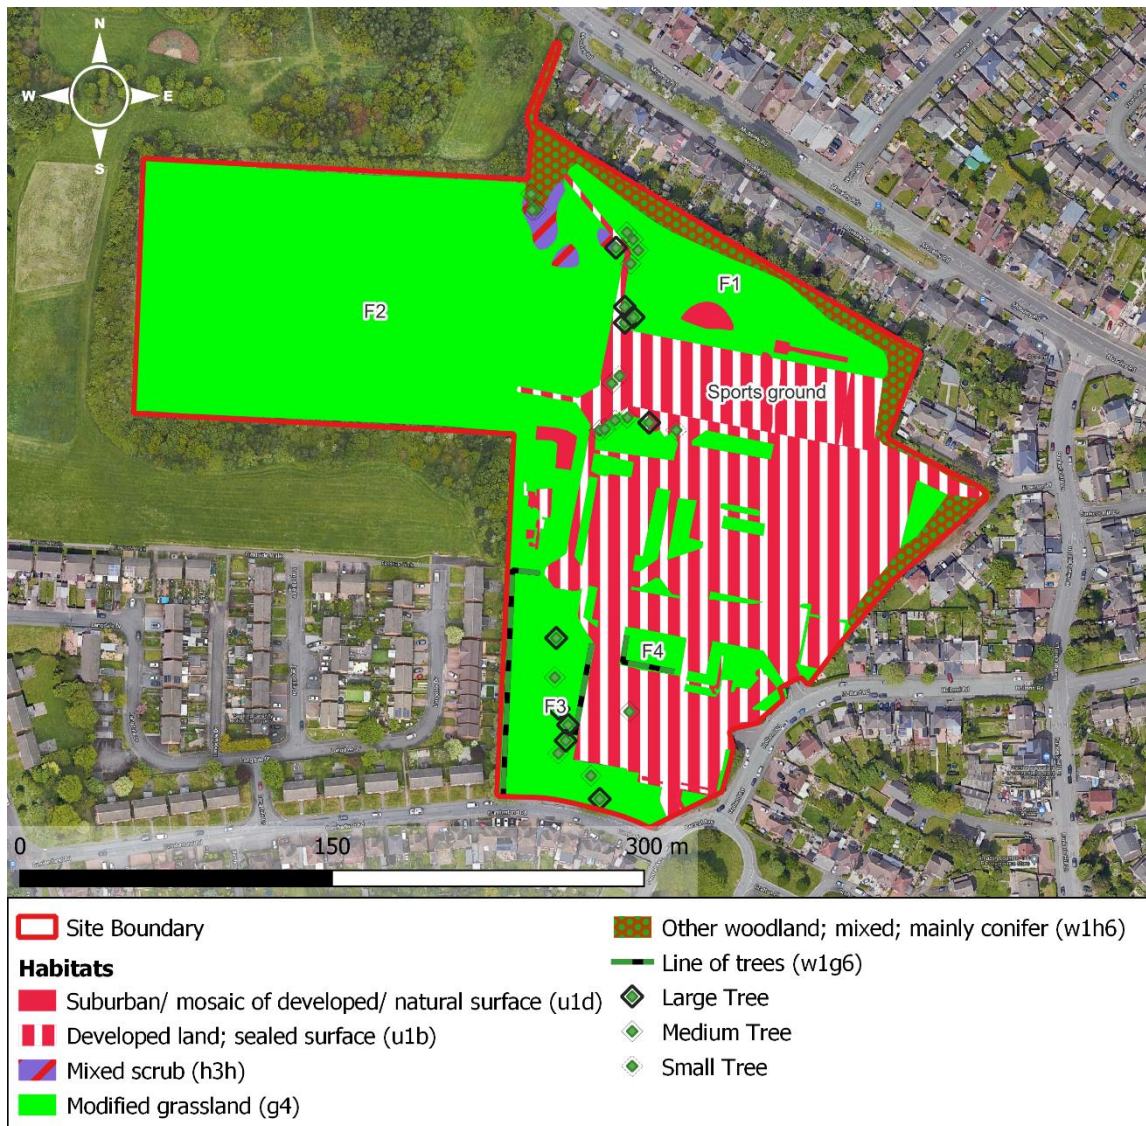 N
W
E
S
F1
F2
Sports ground
F4
F3
0
150
300 m
Site Boundary
Habitats
Suburban/ mosaic of developed/ natural surface (u1d)
Developed land; sealed surface (u1b)
Mixed scrub (h3h)
Modified grassland (g4)
Other woodland; mixed; mainly conifer (w1h6)
Line of trees (w1g6)
Large Tree
Medium Tree
Small Tree